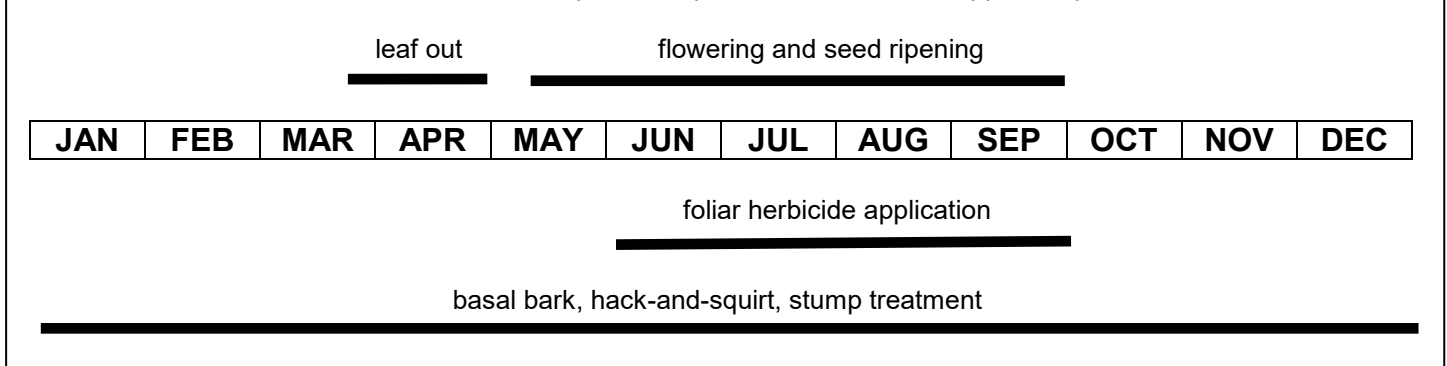 leaf out flowering and seed ripening
JAN FEB MAR APR MAY JUN JUL AUG SEP OCT NOV DEC
foliar herbicide application
basal bark, hack-and-squirt, stump treatment